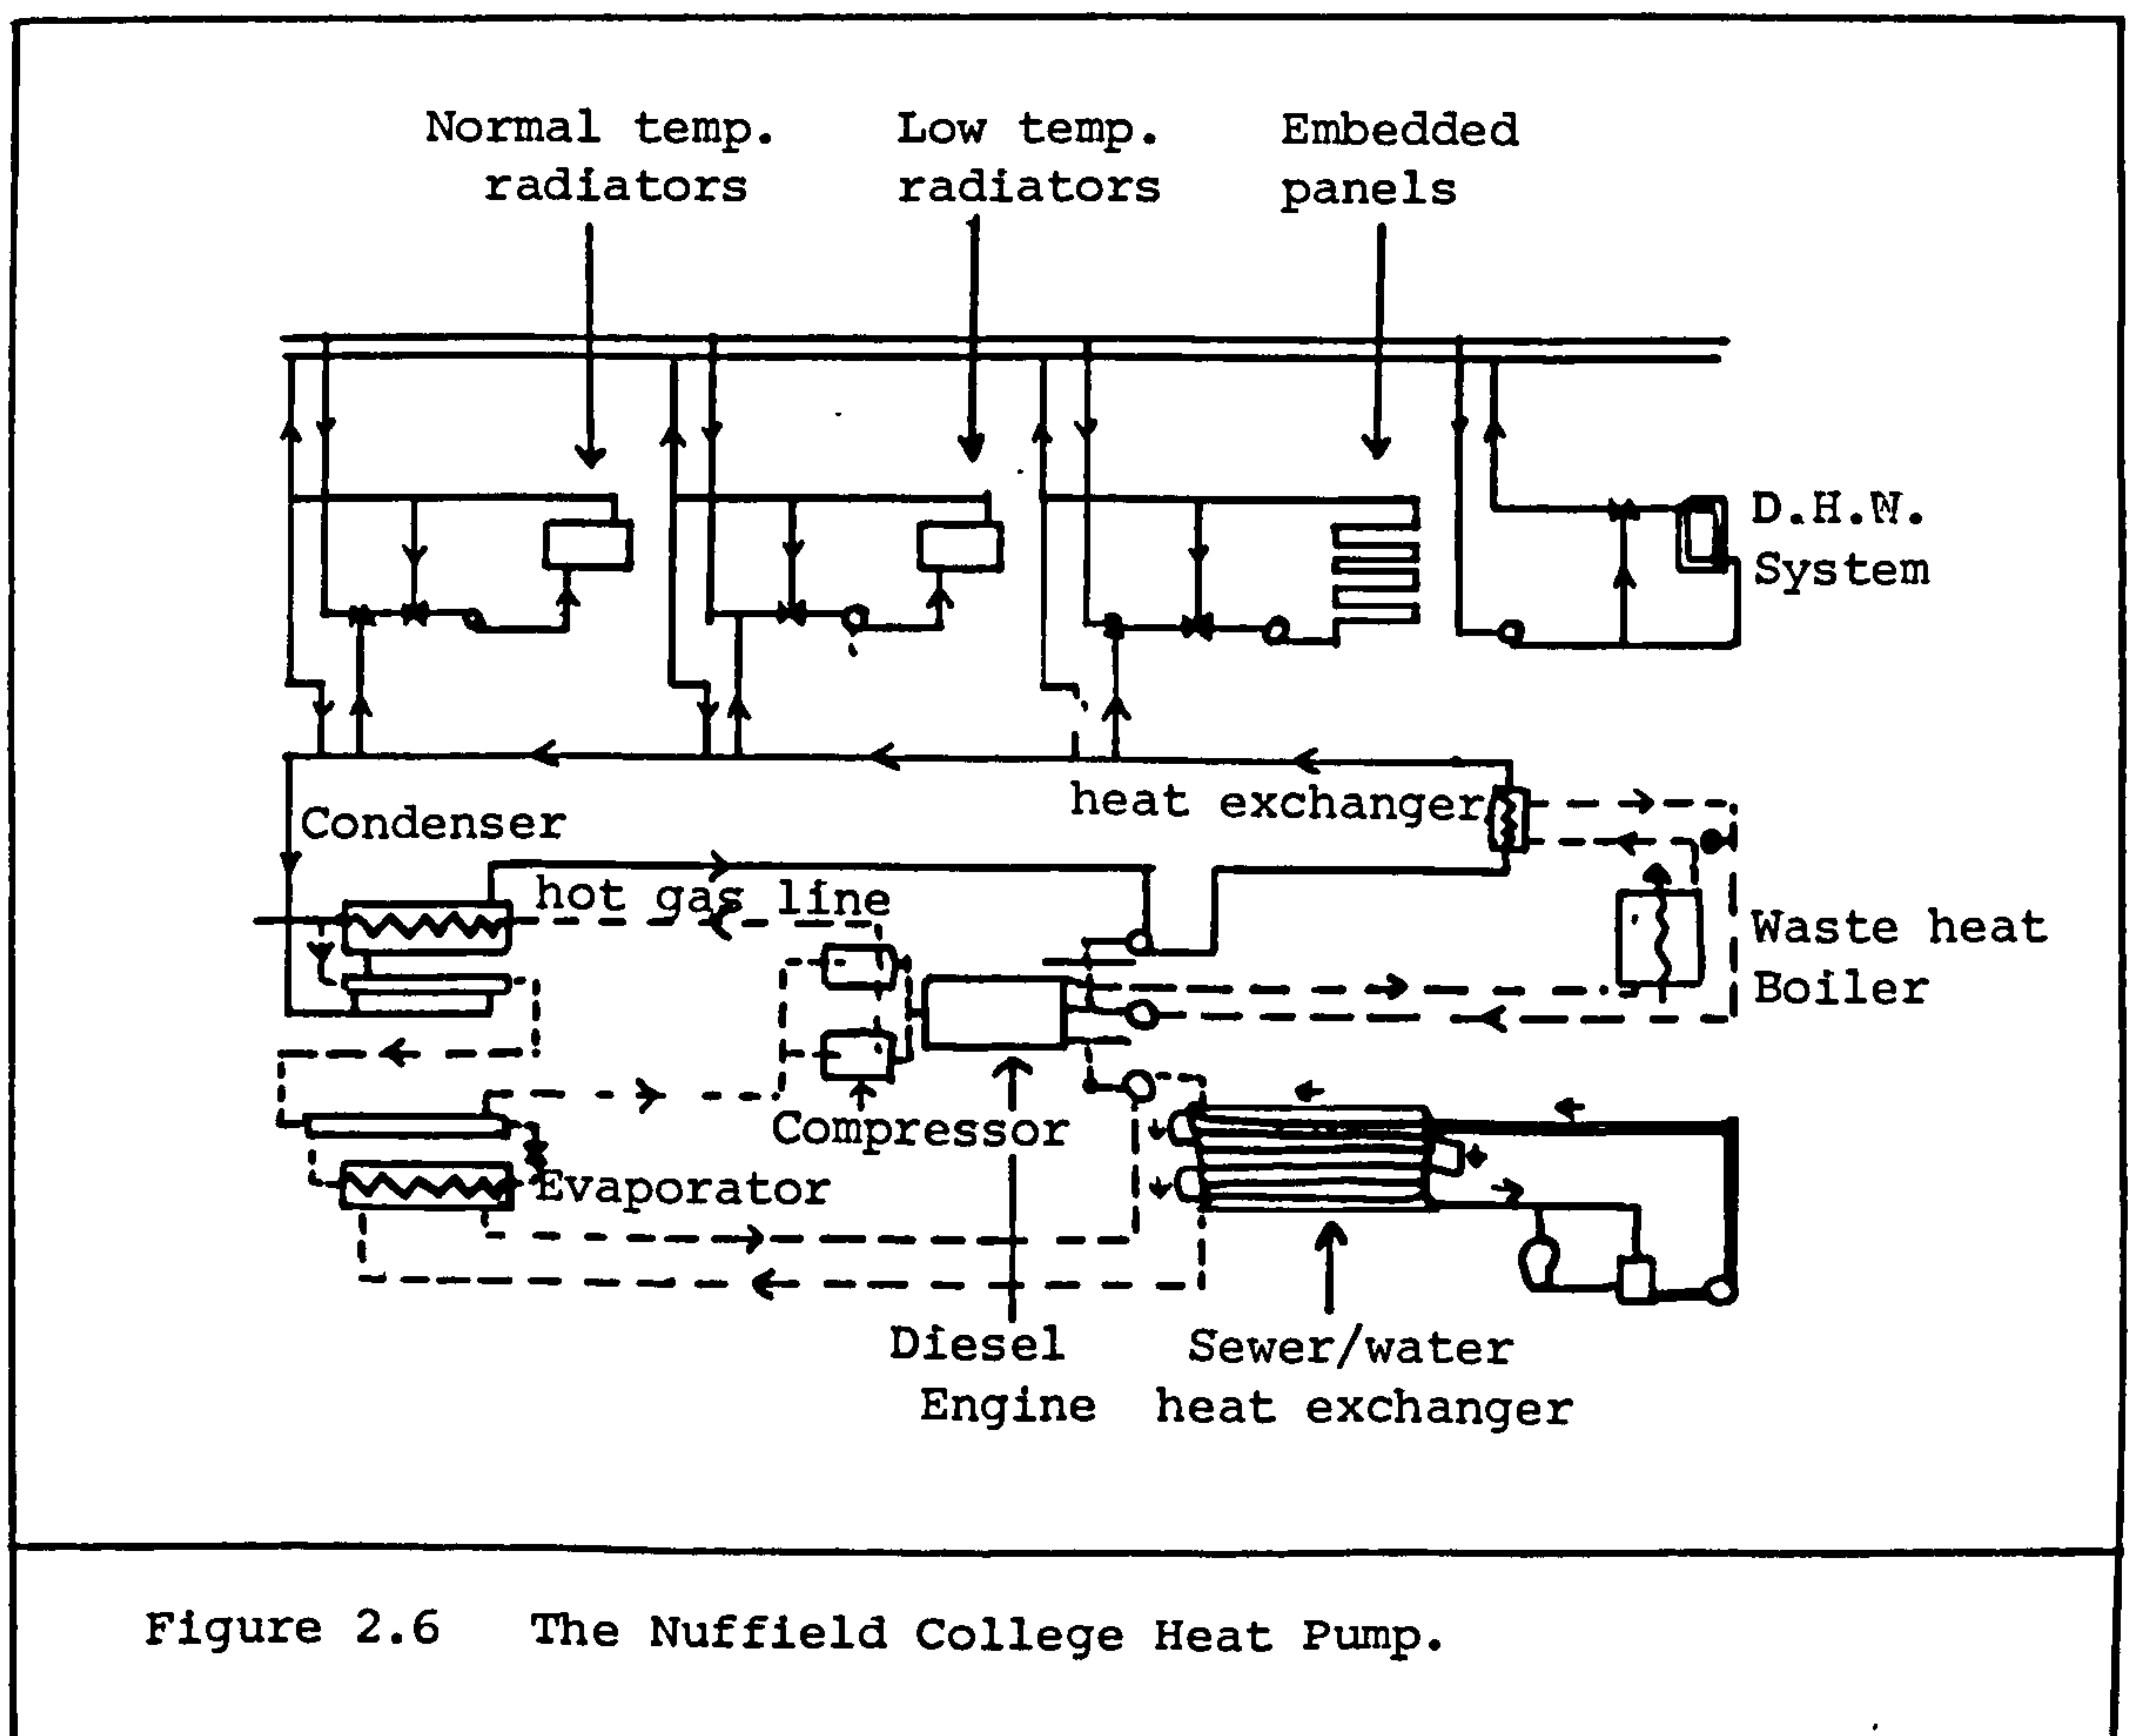 Normal temp.
radiators
Low temp.
radiators
Embedded
panels
D.H.W.
System
heat exchanger
Condenser
hot gas line
Waste heat
Boiler
Compressor
Evaporator
Diesel
Engine
Sewer/water
heat exchanger
Figure 2.6 The Nuffield College Heat Pump.